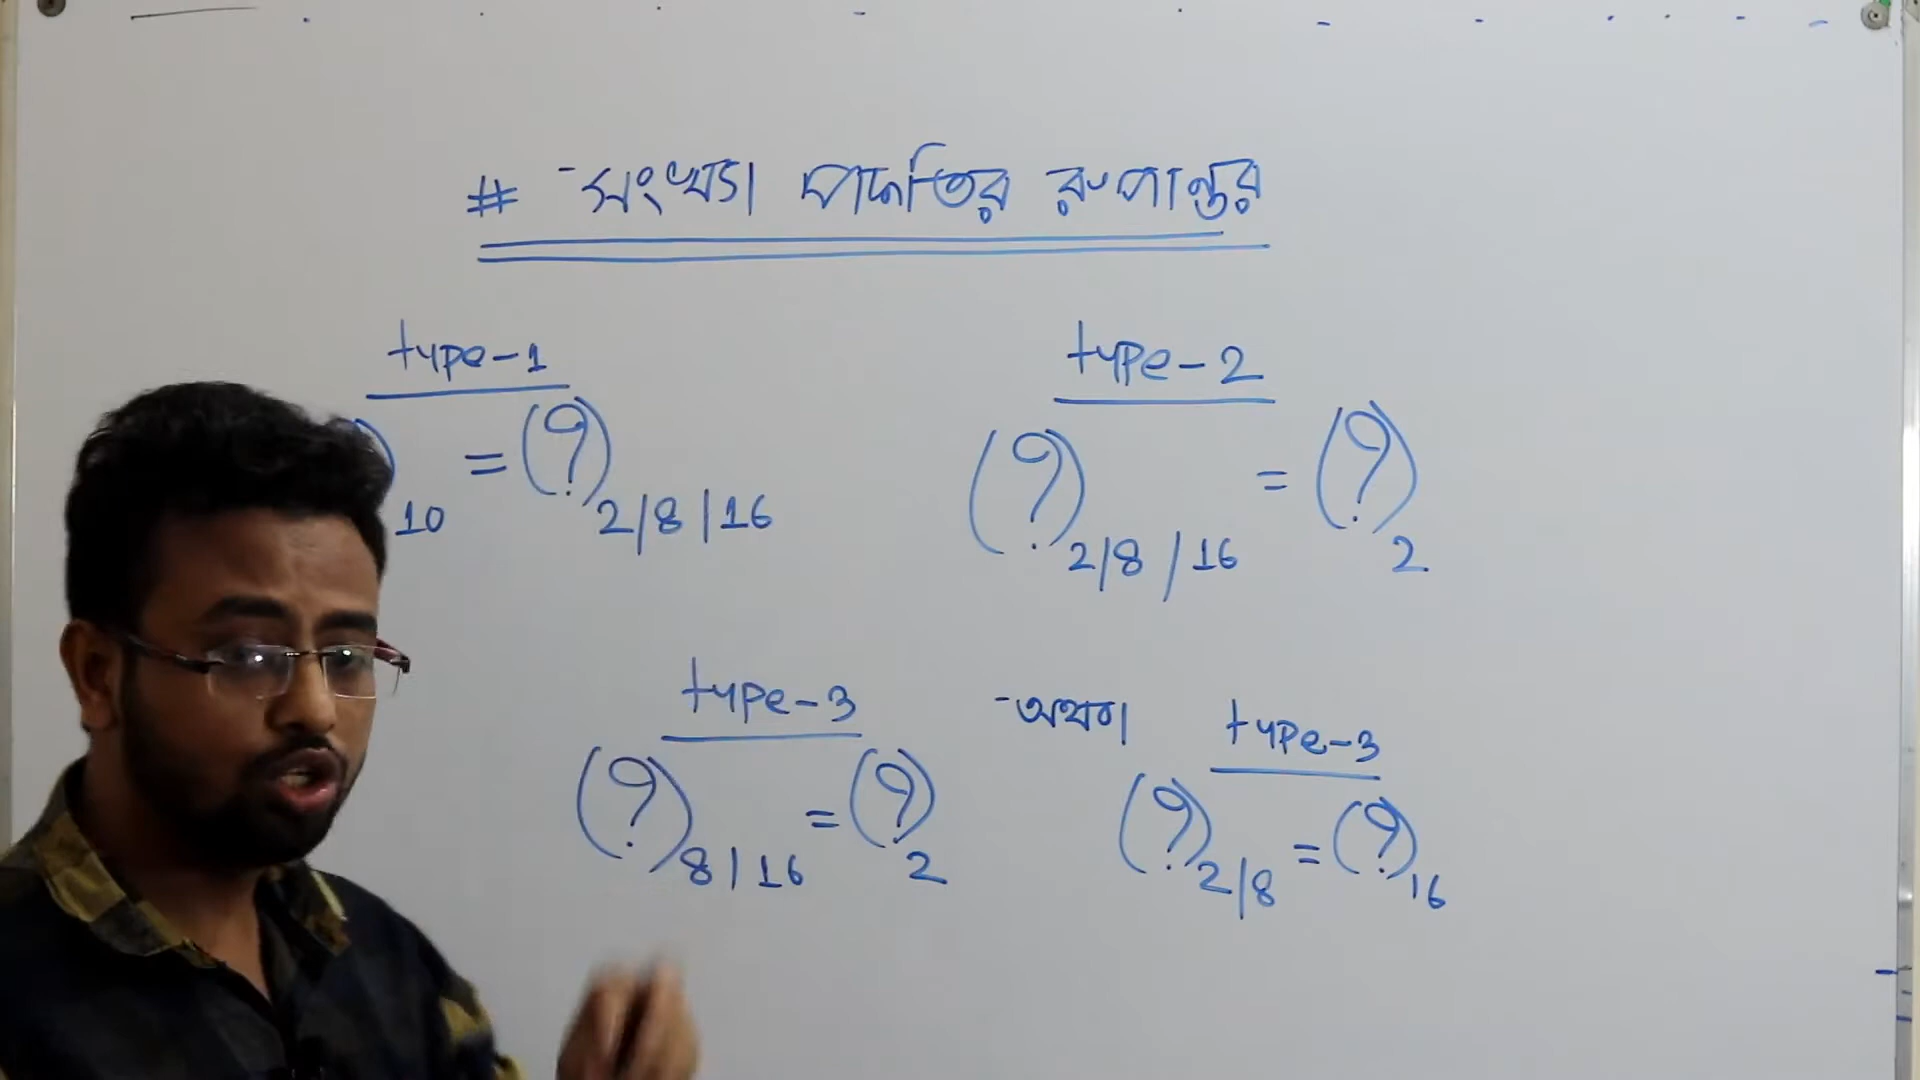 # সংখ্যা পদ্ধতির রুপান্তর
type-1
)10 = (?)2/8/16
type-2
(?)2/8/16 = (?)2
type-3
(?)8/16 = (?)2
অথবা
type-3
(?)2/8 = (?)16